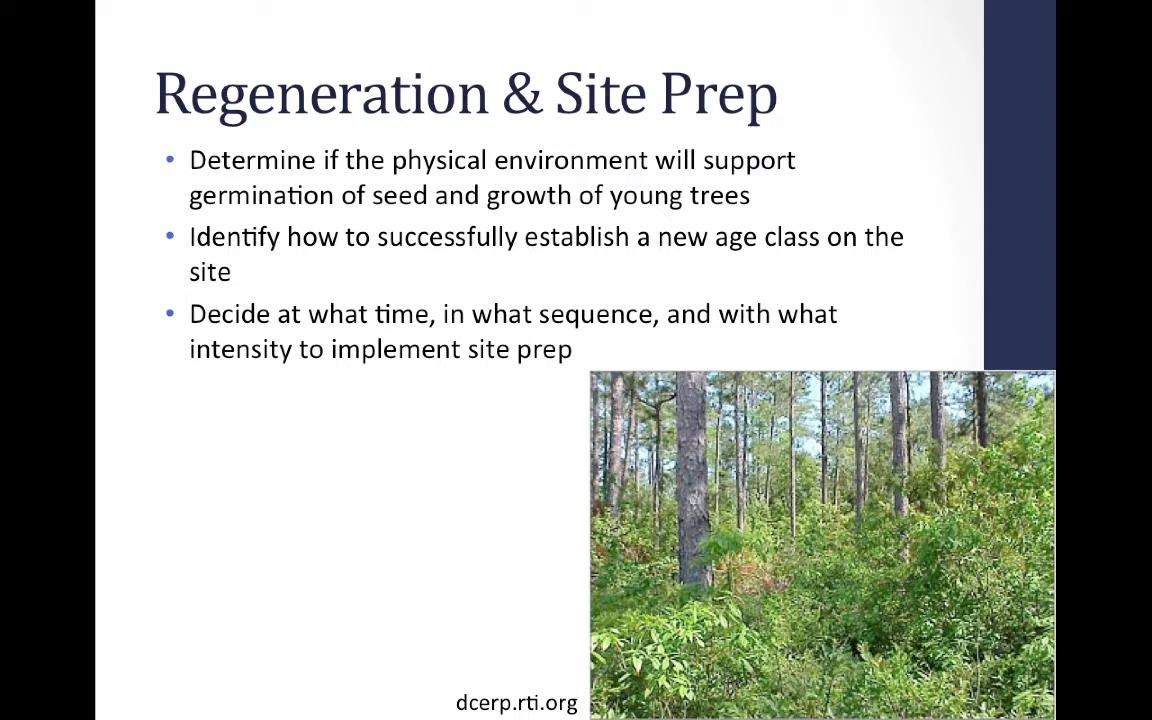 Regeneration & Site Prep
• Determine if the physical environment will support
germination of seed and growth of young trees
• Identify how to successfully establish a new age class on the
site
• Decide at what time, in what sequence, and with what
intensity to implement site prep
dcerp.rti.org